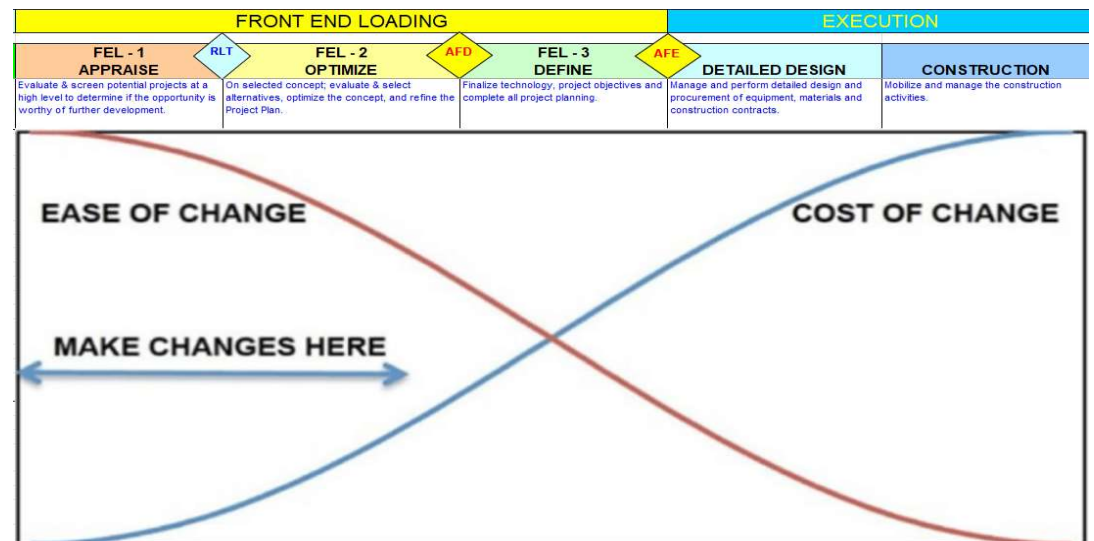 FRONT END LOADING
EXECUTION
FEL - 1
APPRAISE
RLT
FEL - 2
OPTIMIZE
AFD
FEL - 3
DEFINE
AFE
DETAILED DESIGN
CONSTRUCTION
Evaluate & screen potential projects at a
high level to determine if the opportunity is
worthy of further development.
On selected concept; evaluate & select
alternatives, optimize the concept, and refine the
Project Plan.
Finalize technology, project objectives and
complete all project planning.
Manage and perform detailed design and
procurement of equipment, materials and
construction contracts.
Mobilize and manage the construction
activities.
EASE OF CHANGE
COST OF CHANGE
MAKE CHANGES HERE